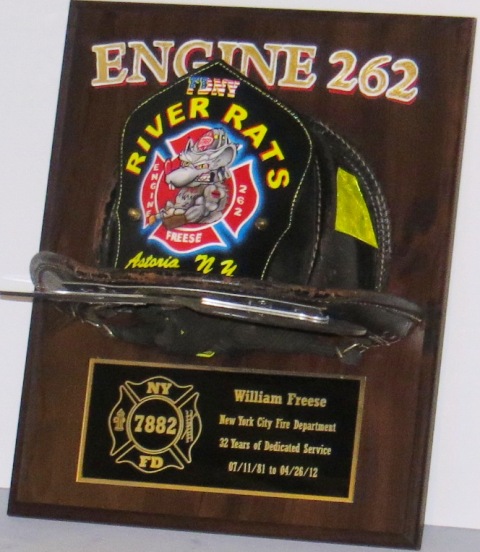 ENGINE 262
FDNY
RIVER RATS
ENGINE 262
FREESE
Astoria NY
NY
7882
FD
William Freese
New York City Fire Department
32 Years of Dedicated Service
07/11/81 to 04/26/12